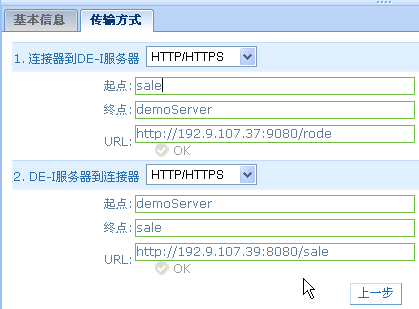 基本信息 传输方式
1. 连接器到DE-I服务器 HTTP/HTTPS
起点: sale
终点: demoServer
URL: http://192.9.107.37:9080/rode
OK
2. DE-I服务器到连接器 HTTP/HTTPS
起点: demoServer
终点: sale
URL: http://192.9.107.39:8080/sale
OK
上一步